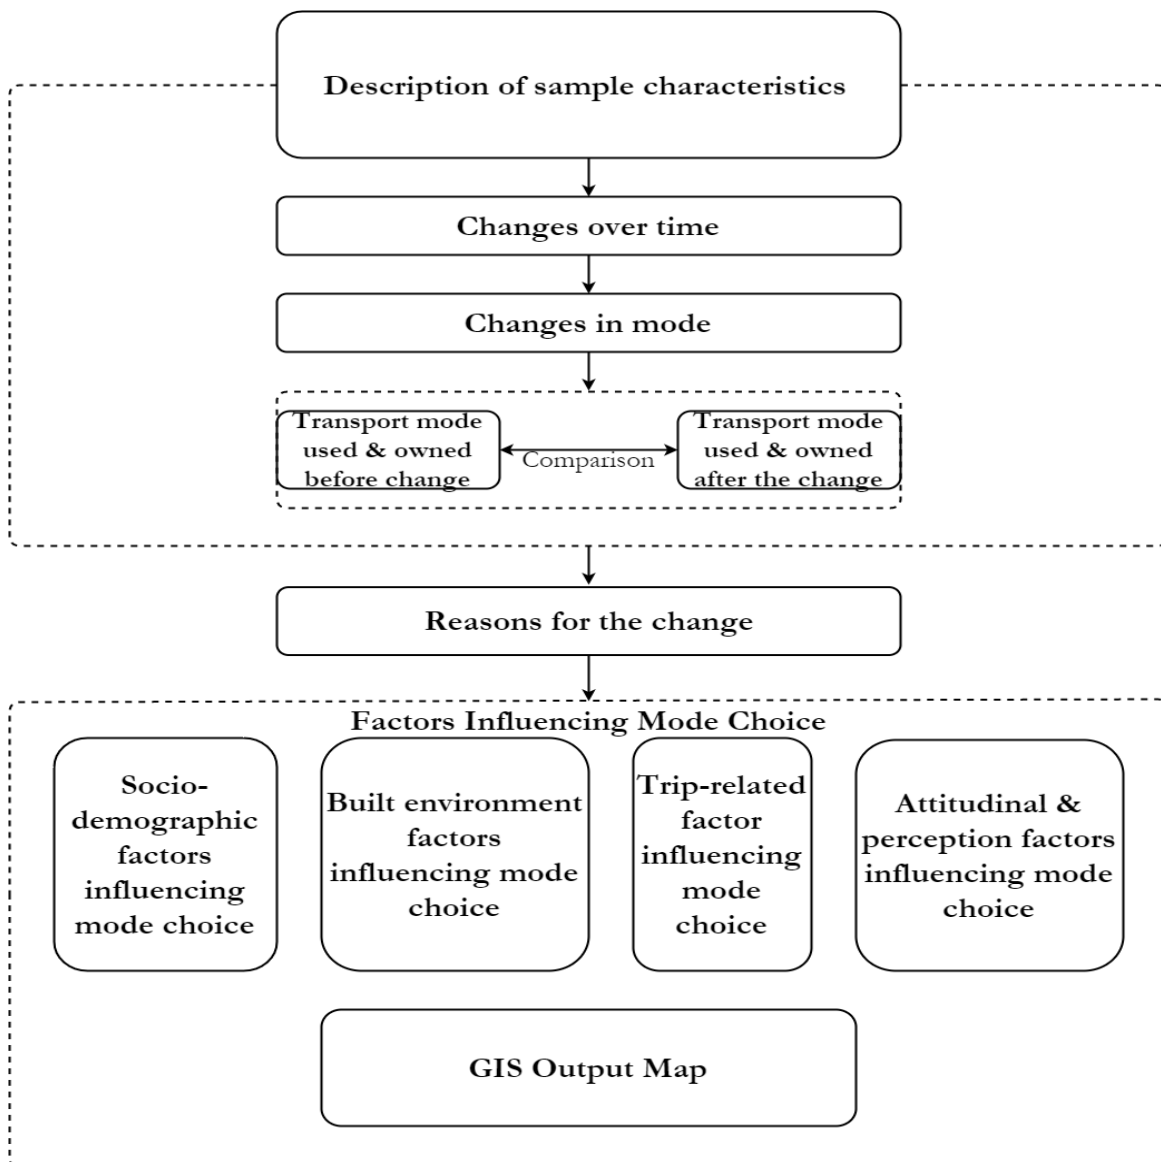 Description of sample characteristics
Changes over time
Changes in mode
Transport mode
used & owned
before change
Comparison
Transport mode
used & owned
after the change
Reasons for the change
Factors Influencing Mode Choice
Socio-
demographic
factors
influencing
mode choice
Built environment
factors
influencing mode
choice
Trip-related
factor
influencing
mode
choice
Attitudinal &
perception factors
influencing mode
choice
GIS Output Map